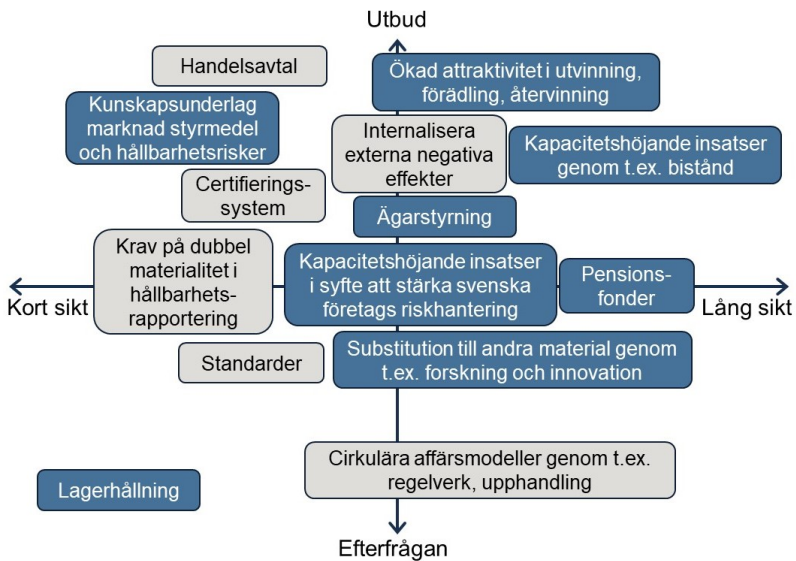 Utbud
Handelsavtal
Ökad attraktivitet i utvinning,
förädling, återvinning
Kunskapsunderlag
marknad styrmedel
och hållbarhetsrisker
Internalisera
externa negativa
effekter
Kapacitetshöjande insatser
genom t.ex. bistånd
Certifierings-
system
Ägarstyrning
Kort sikt
Krav på dubbel
materialitet i
hållbarhets-
rapportering
Kapacitetshöjande insatser
i syfte att stärka svenska
företags riskhantering
Pensions-
fonder
Lång sikt
Standarder
Substitution till andra material genom
t.ex. forskning och innovation
Cirkulära affärsmodeller genom t.ex.
regelverk, upphandling
Lagerhållning
Efterfrågan